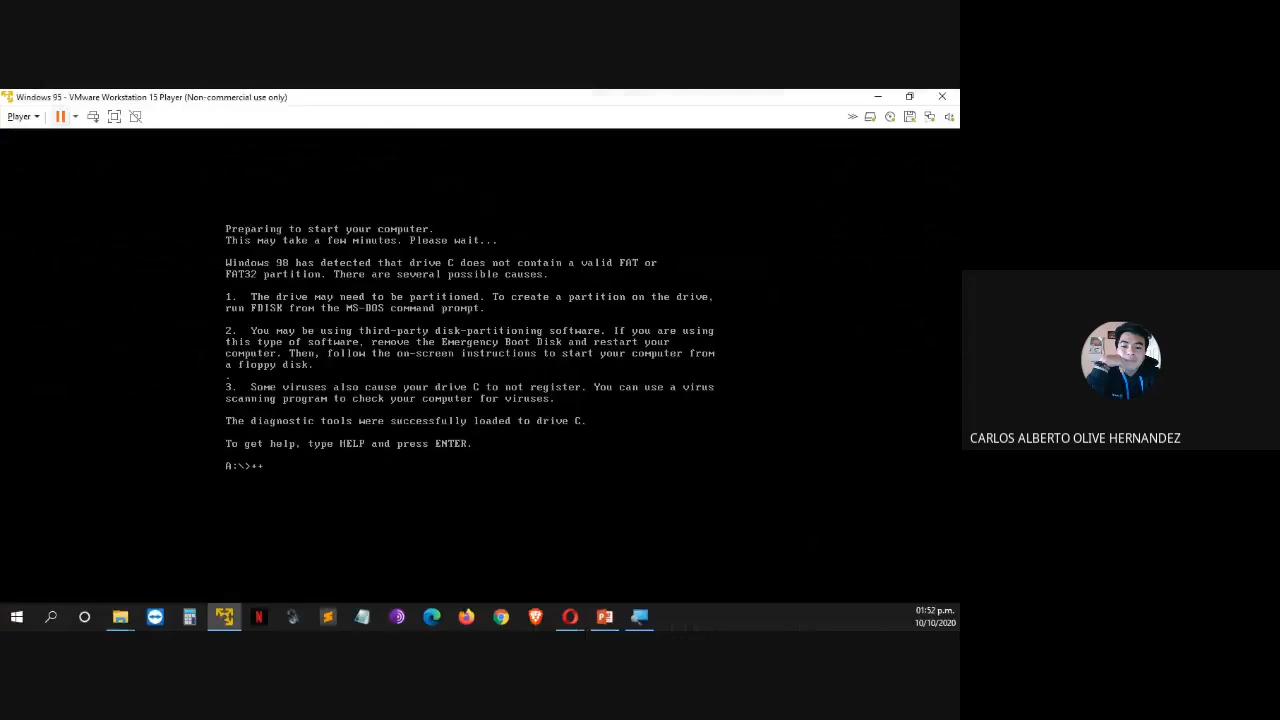 Windows 95 - VMware Workstation 15 Player (Non-commercial use only)
Player
Preparing to start your computer.
This may take a few minutes. Please wait...
Windows 98 has detected that drive C does not contain a valid FAT or
FAT32 partition. There are several possible causes.
1. The drive may need to be partitioned. To create a partition on the drive,
run FDISK from the MS-DOS command prompt.
2. You may be using third-party disk-partitioning software. If you are using
this type of software, remove the Emergency Boot Disk and restart your
computer. Then, follow the on-screen instructions to start your computer from
a floppy disk.
.
3. Some viruses also cause your drive C to not register. You can use a virus
scanning program to check your computer for viruses.
The diagnostic tools were successfully loaded to drive C.
To get help, type HELP and press ENTER.
A:\>++
CARLOS ALBERTO OLIVE HERNANDEZ
01:52 p.m.
10/10/2020